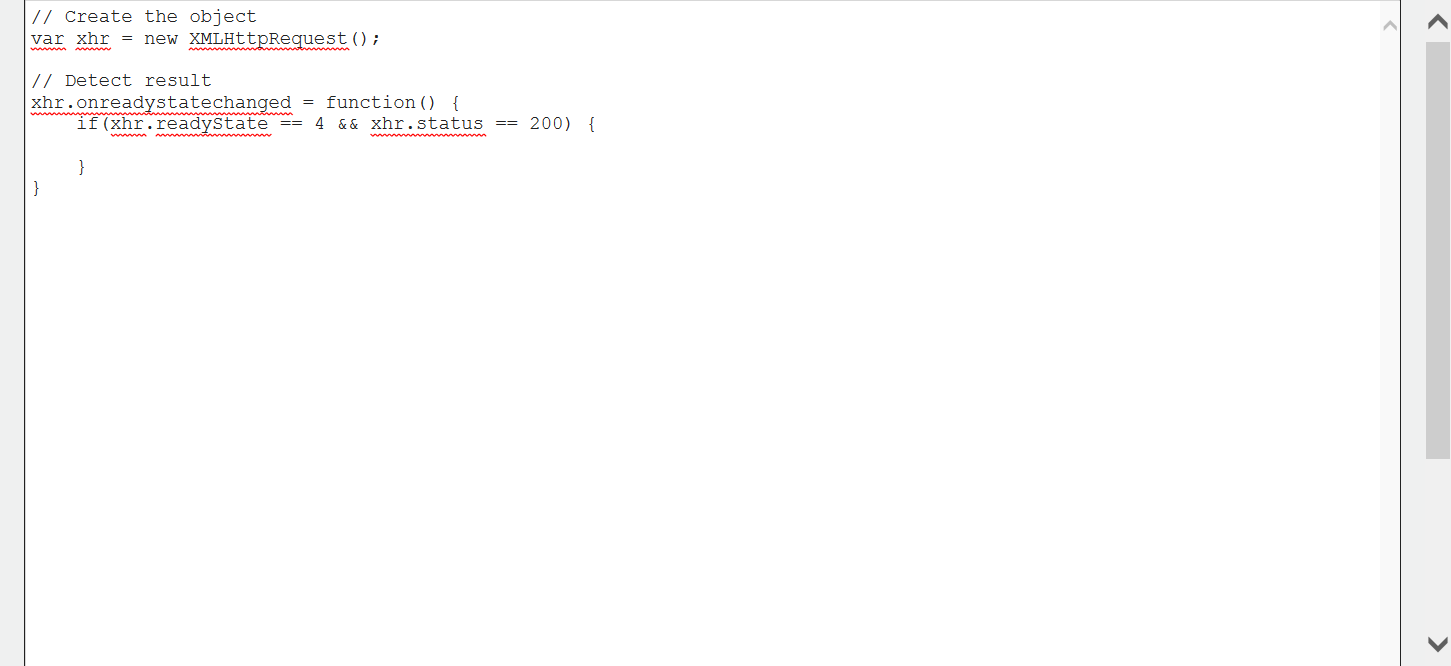 // Create the object
var xhr = new XMLHttpRequest();
// Detect result
xhr.onreadystatechanged = function() {
if(xhr.readyState == 4 && xhr.status == 200) {
}
}